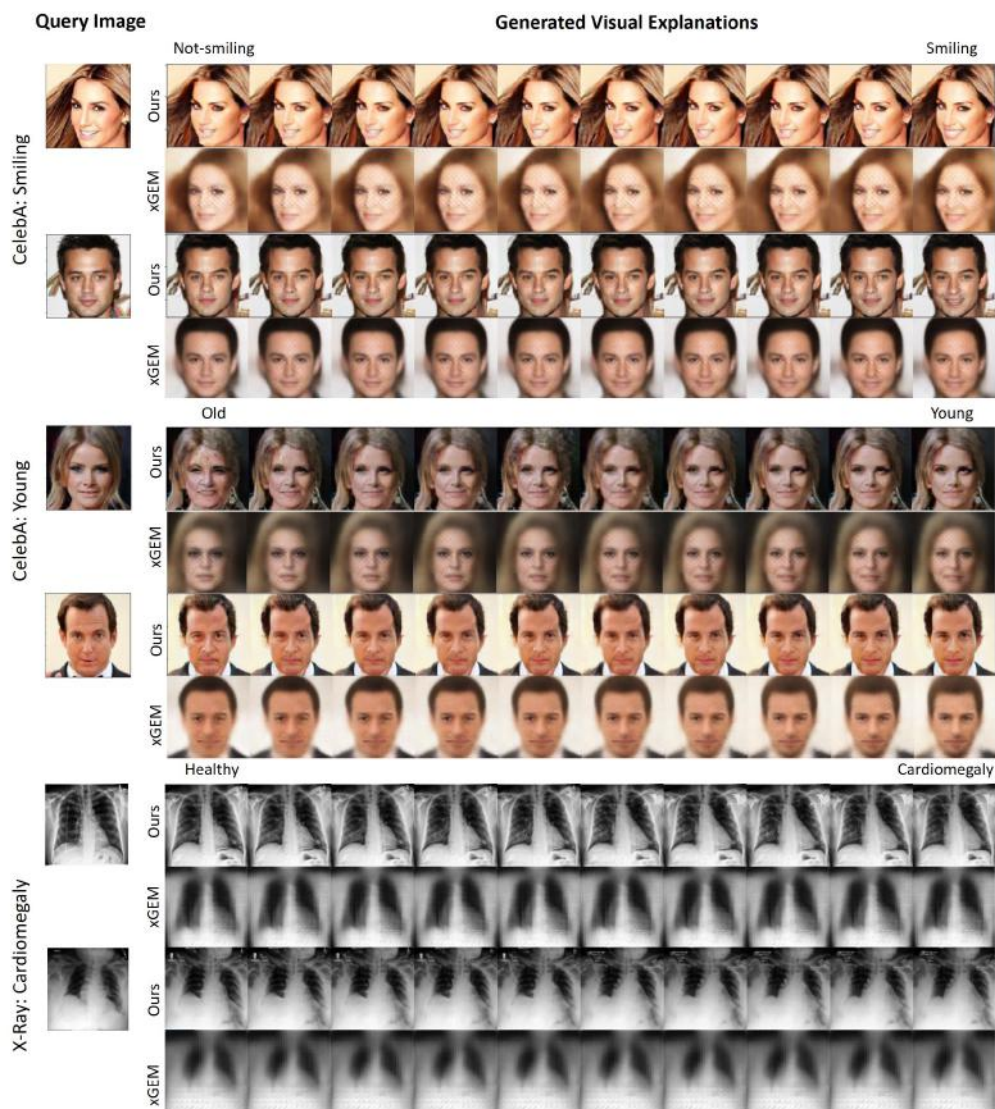 Query Image
Generated Visual Explanations
Not-smiling
Smiling
CelebA: Smiling
Ours
xGEM
Ours
xGEM
Old
Young
CelebA: Young
Ours
xGEM
Ours
xGEM
Healthy
Cardiomegaly
X-Ray: Cardiomegaly
Ours
xGEM
Ours
xGEM